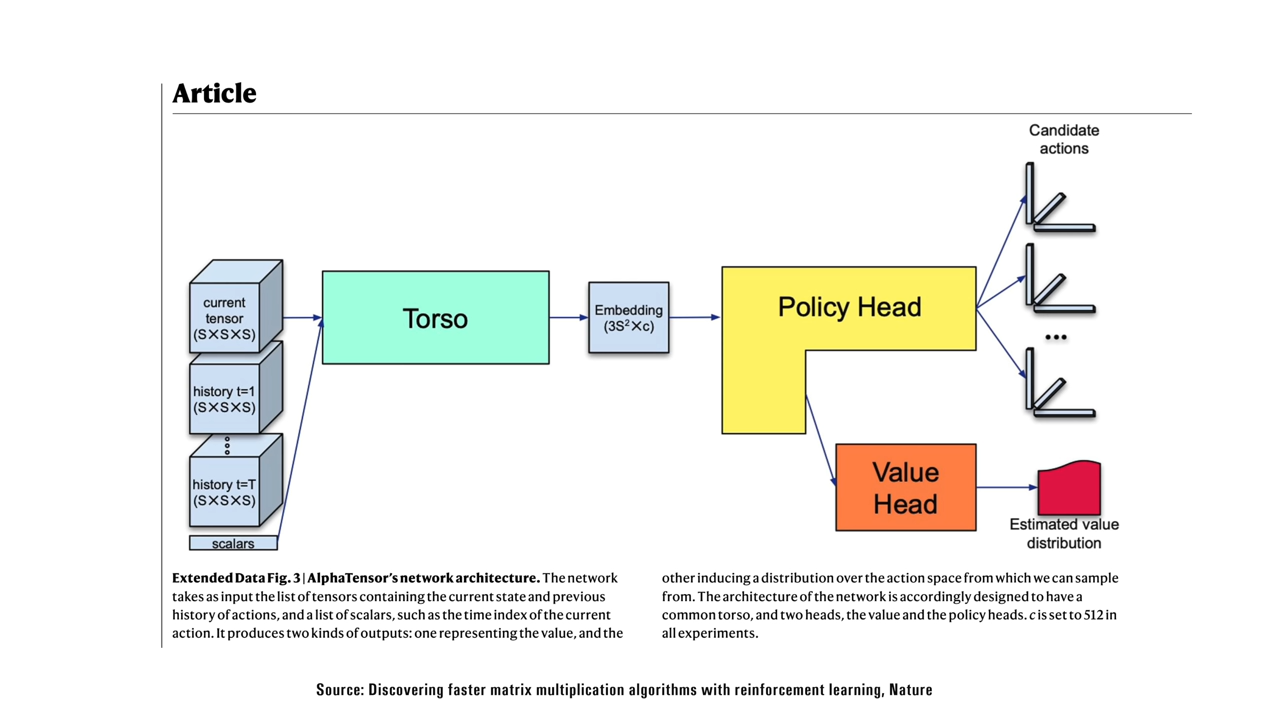 Article
Candidate
actions
current
tensor
(S×S×S)
history t=1
(S×S×S)
history t=T
(S×S×S)
scalars
Torso
Embedding
(3S²×c)
Policy Head
...
Value
Head
Estimated value
distribution
Extended Data Fig. 3 | AlphaTensor's network architecture. The network
takes as input the list of tensors containing the current state and previous
history of actions, and a list of scalars, such as the time index of the current
action. It produces two kinds of outputs: one representing the value, and the
other inducing a distribution over the action space from which we can sample
from. The architecture of the network is accordingly designed to have a
common torso, and two heads, the value and the policy heads. c is set to 512 in
all experiments.
Source: Discovering faster matrix multiplication algorithms with reinforcement learning, Nature